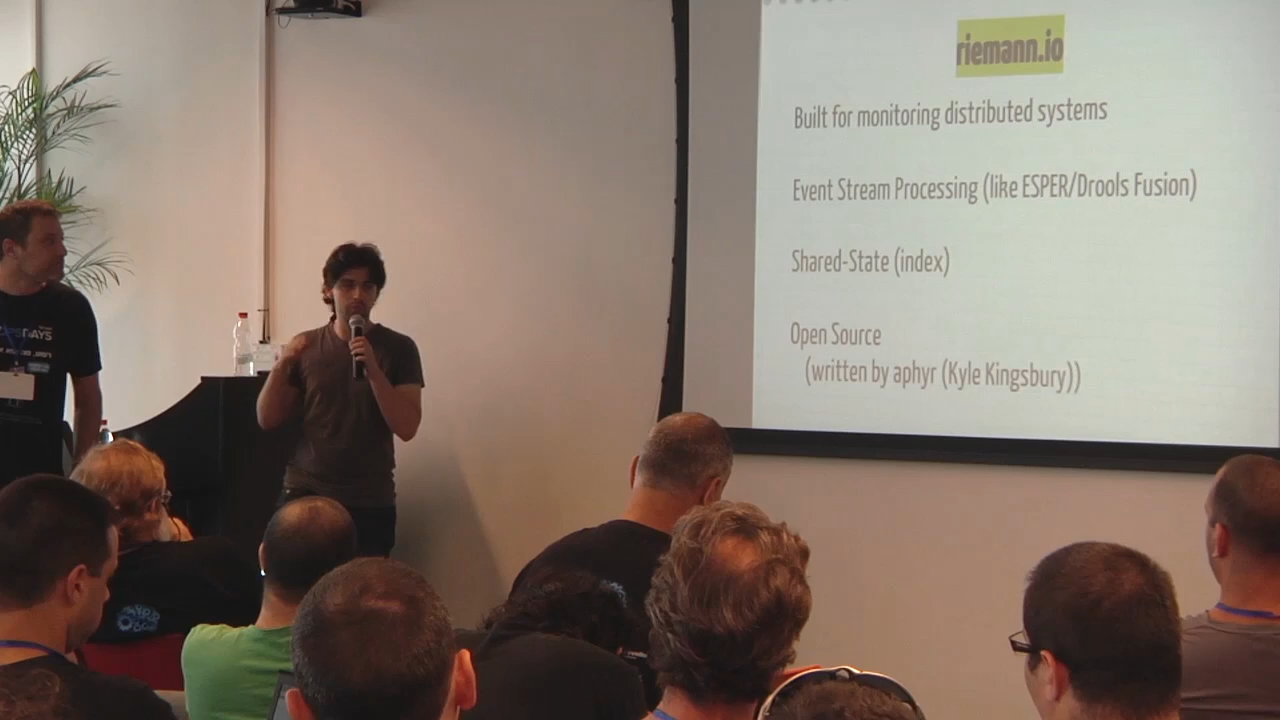 riemann.io
Built for monitoring distributed systems
Event Stream Processing (like ESPER/Drools Fusion)
Shared-State (index)
Open Source
(written by aphyr (Kyle Kingsbury))
DAYS